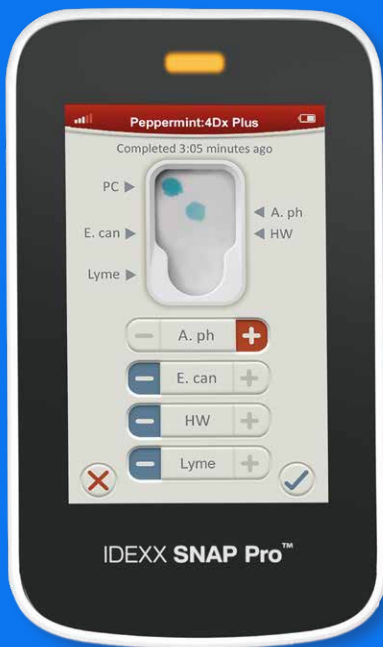 Peppermint:4Dx Plus
Completed 3:05 minutes ago
PC
A. ph
E. can
HW
Lyme
A. ph
E. can
HW
Lyme
IDEXX SNAP Pro™